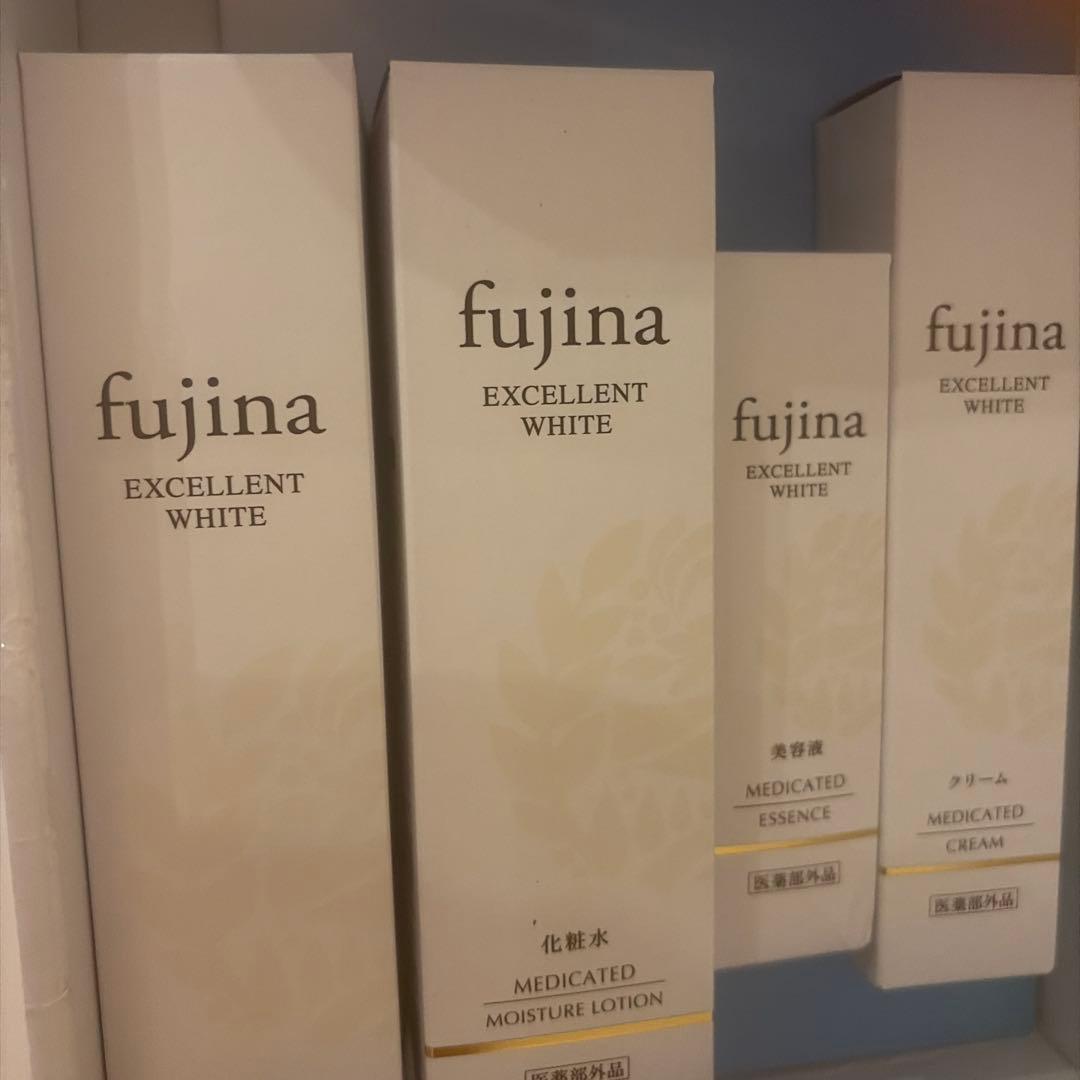 fujina
EXCELLENT
WHITE
fujina
EXCELLENT
WHITE
化粧水
MEDICATED
MOISTURE LOTION
医薬部外品
fujina
EXCELLENT
WHITE
美容液
MEDICATED
ESSENCE
医薬部外品
fujina
EXCELLENT
WHITE
クリーム
MEDICATED
CREAM
医薬部外品